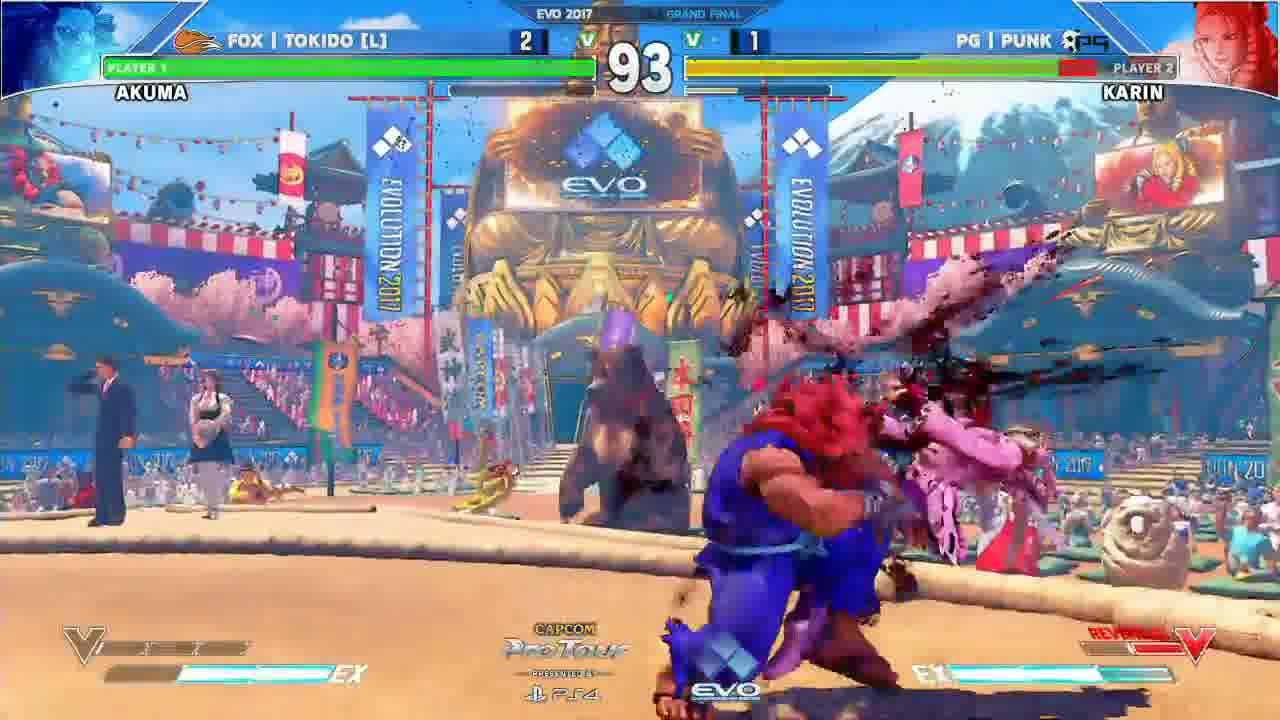 EVO 2017 GRAND FINAL
FOX | TOKIDO [L] 2 V 93 V 1 PG | PUNK
PLAYER 1 PLAYER 2
AKUMA KARIN
EVO
EVOLUTION 2017
EVOLUTION 2017
2017
V
EX
CAPCOM
Pro Tour
PRESENTED BY
PS4
EVO
V
EX